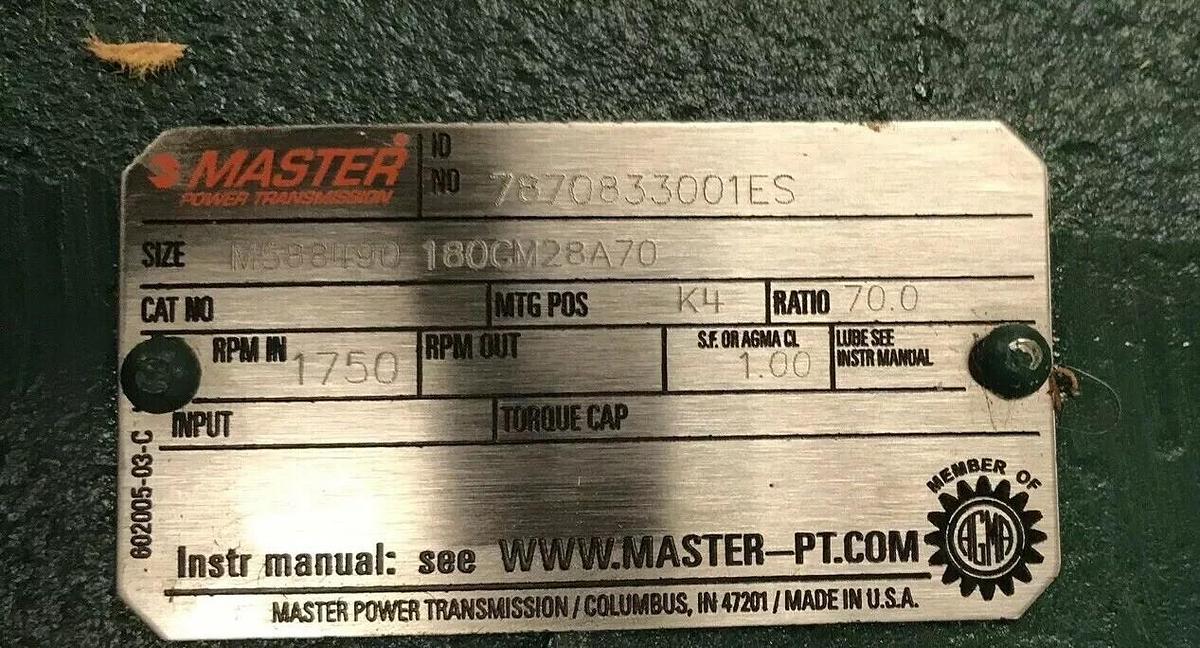 MASTER
POWER TRANSMISSION
ID
NO 7870833001ES
SIZE M588490 180GM28A70
CAT NO MTG POS K4 RATIO 70.0
RPM IN 1750 RPM OUT S.F. OR AGMA CL 1.00 LUBE SEE
INSTR MANUAL
INPUT TORQUE CAP
602005-03-C
MEMBER OF
AGMA
Instr manual: see WWW.MASTER-PT.COM
MASTER POWER TRANSMISSION / COLUMBUS, IN 47201 / MADE IN U.S.A.